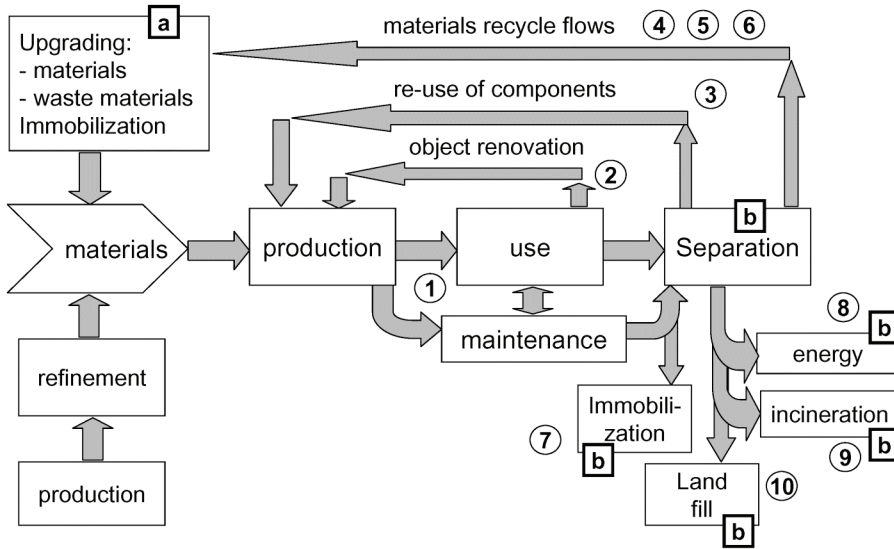 a
materials recycle flows 4 5 6
Upgrading:
- materials
- waste materials
Immobilization
re-use of components 3
object renovation
2
b
materials
production
use
Separation
1
maintenance
8
b
energy
refinement
Immobili-
zation
7
b
incineration
b
9
production
Land
fill
10
b